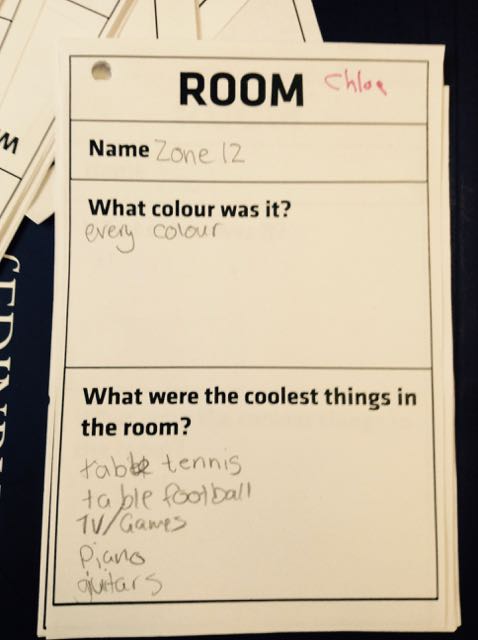 ROOM Chloe
Name Zone 12
What colour was it?
every colour
What were the coolest things in
the room?
table tennis
table football
TV/Games
Piano
guitars